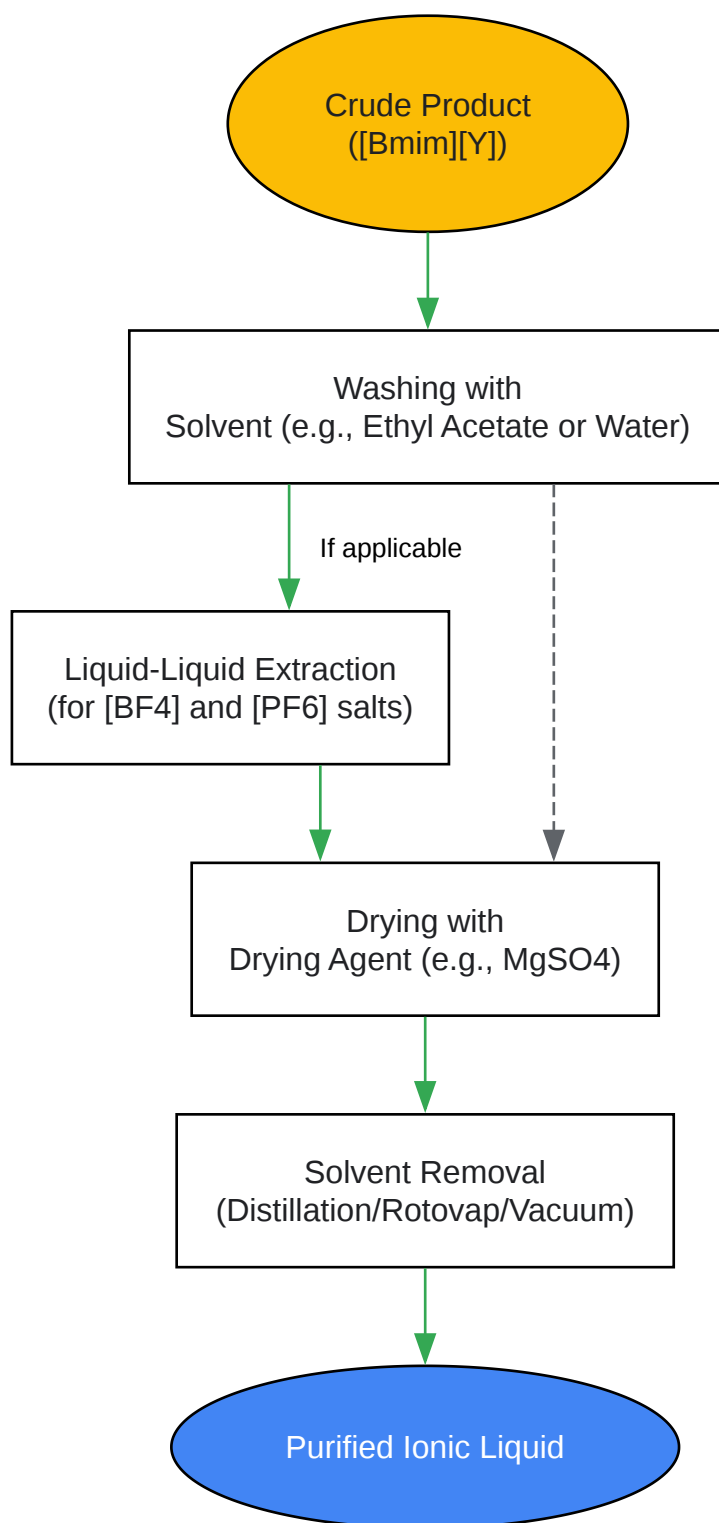 Crude Product
([Bmim][Y])
Washing with
Solvent (e.g., Ethyl Acetate or Water)
If applicable
Liquid-Liquid Extraction
(for [BF4] and [PF6] salts)
Drying with
Drying Agent (e.g., MgSO4)
Solvent Removal
(Distillation/Rotovap/Vacuum)
Purified Ionic Liquid